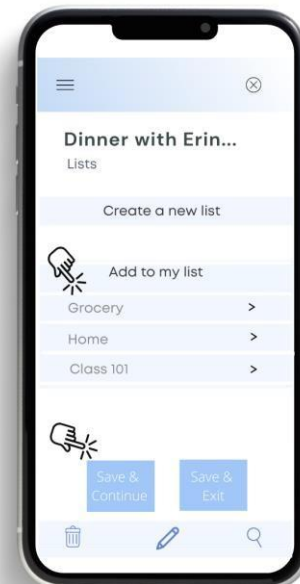 Dinner with Erin...
Lists
Create a new list
Add to my list
Grocery >
Home >
Class 101 >
Save &
Continue
Save &
Exit